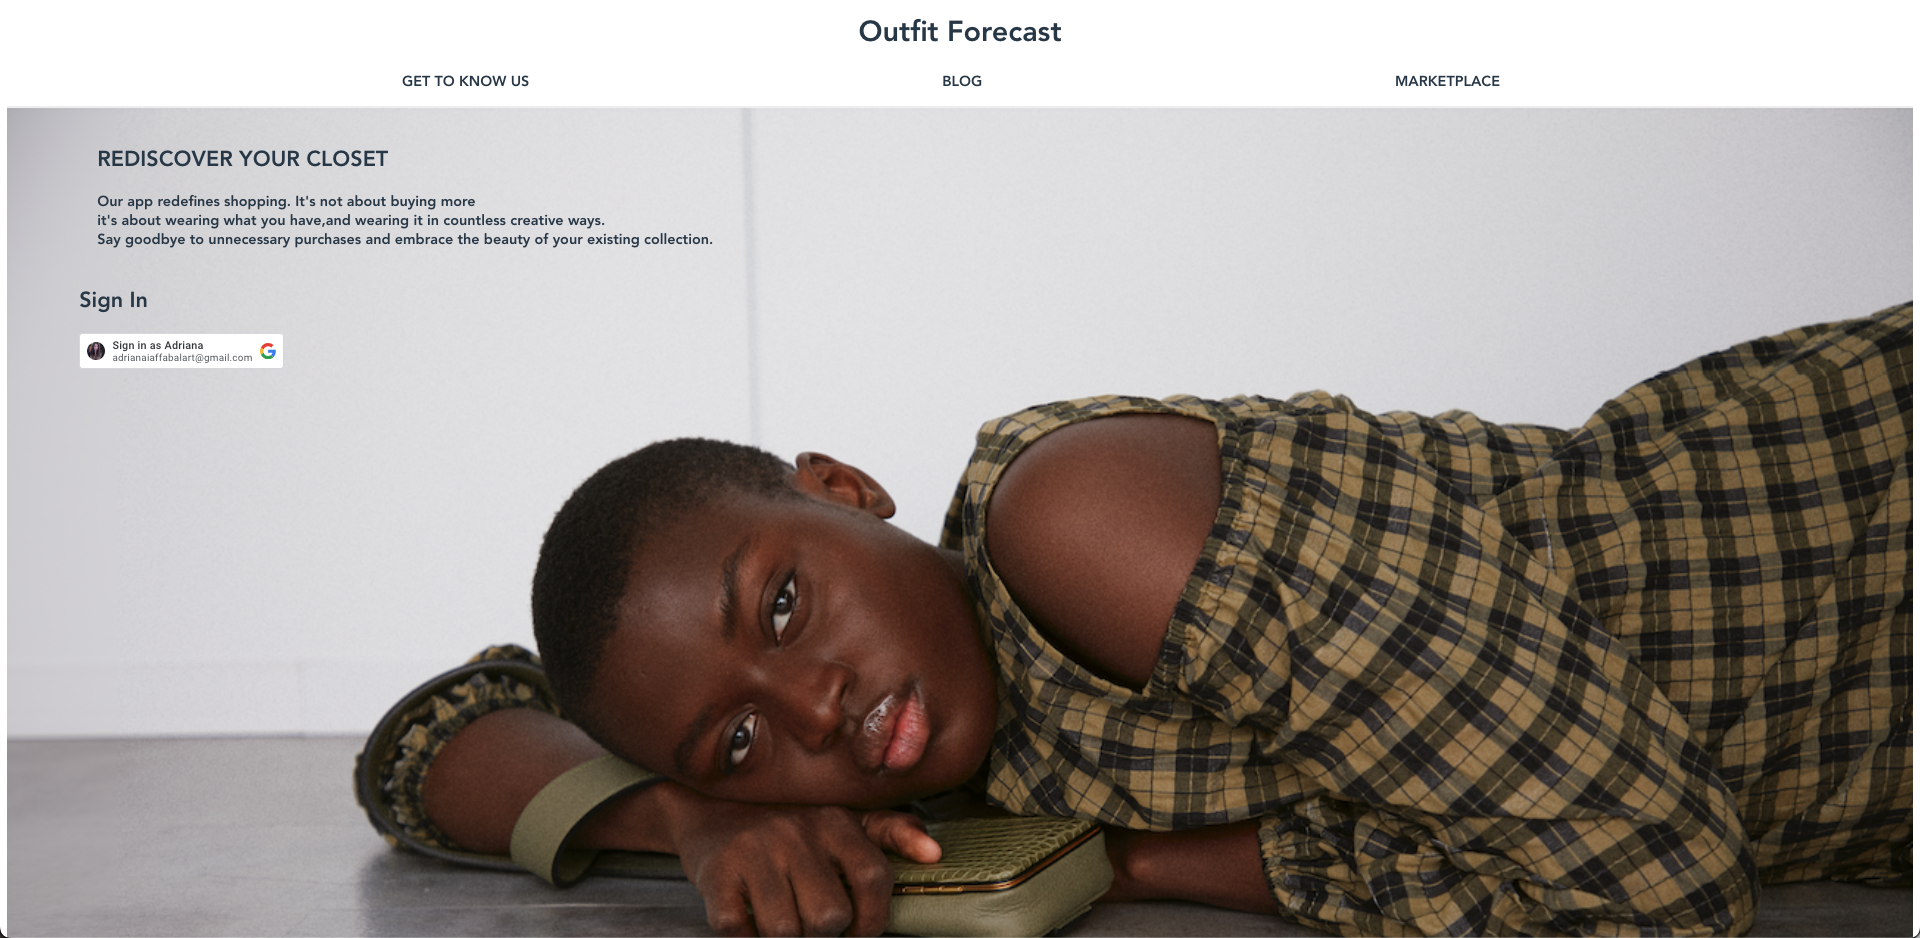 Outfit Forecast
GET TO KNOW US
BLOG
MARKETPLACE
REDISCOVER YOUR CLOSET
Our app redefines shopping. It's not about buying more
it's about wearing what you have,and wearing it in countless creative ways.
Say goodbye to unnecessary purchases and embrace the beauty of your existing collection.
Sign In
Sign in as Adriana
adrianaiaffabalart@gmail.com